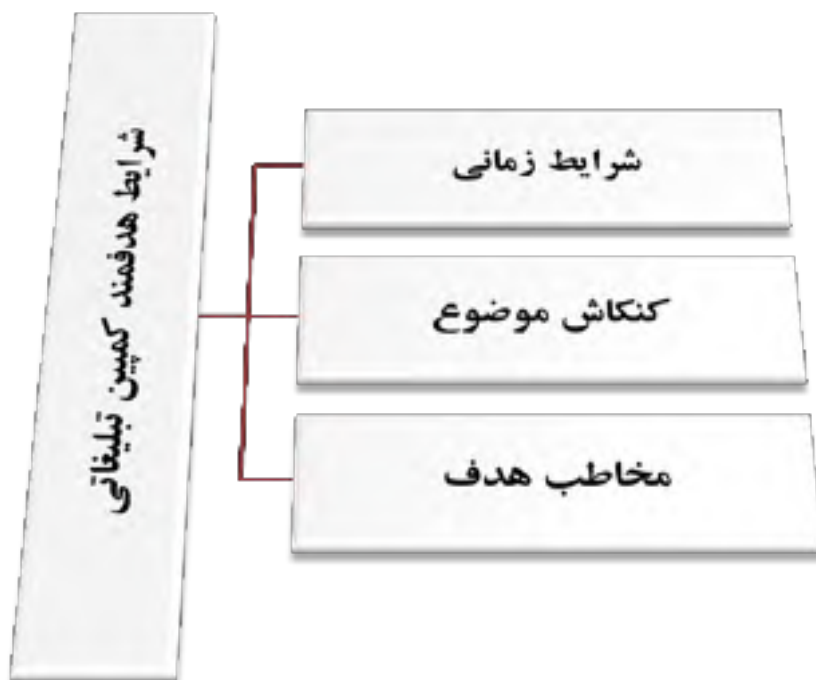 شرایط هدفمند کمپین تبلیغاتی
شرایط زمانی
کنکاش موضوع
مخاطب هدف